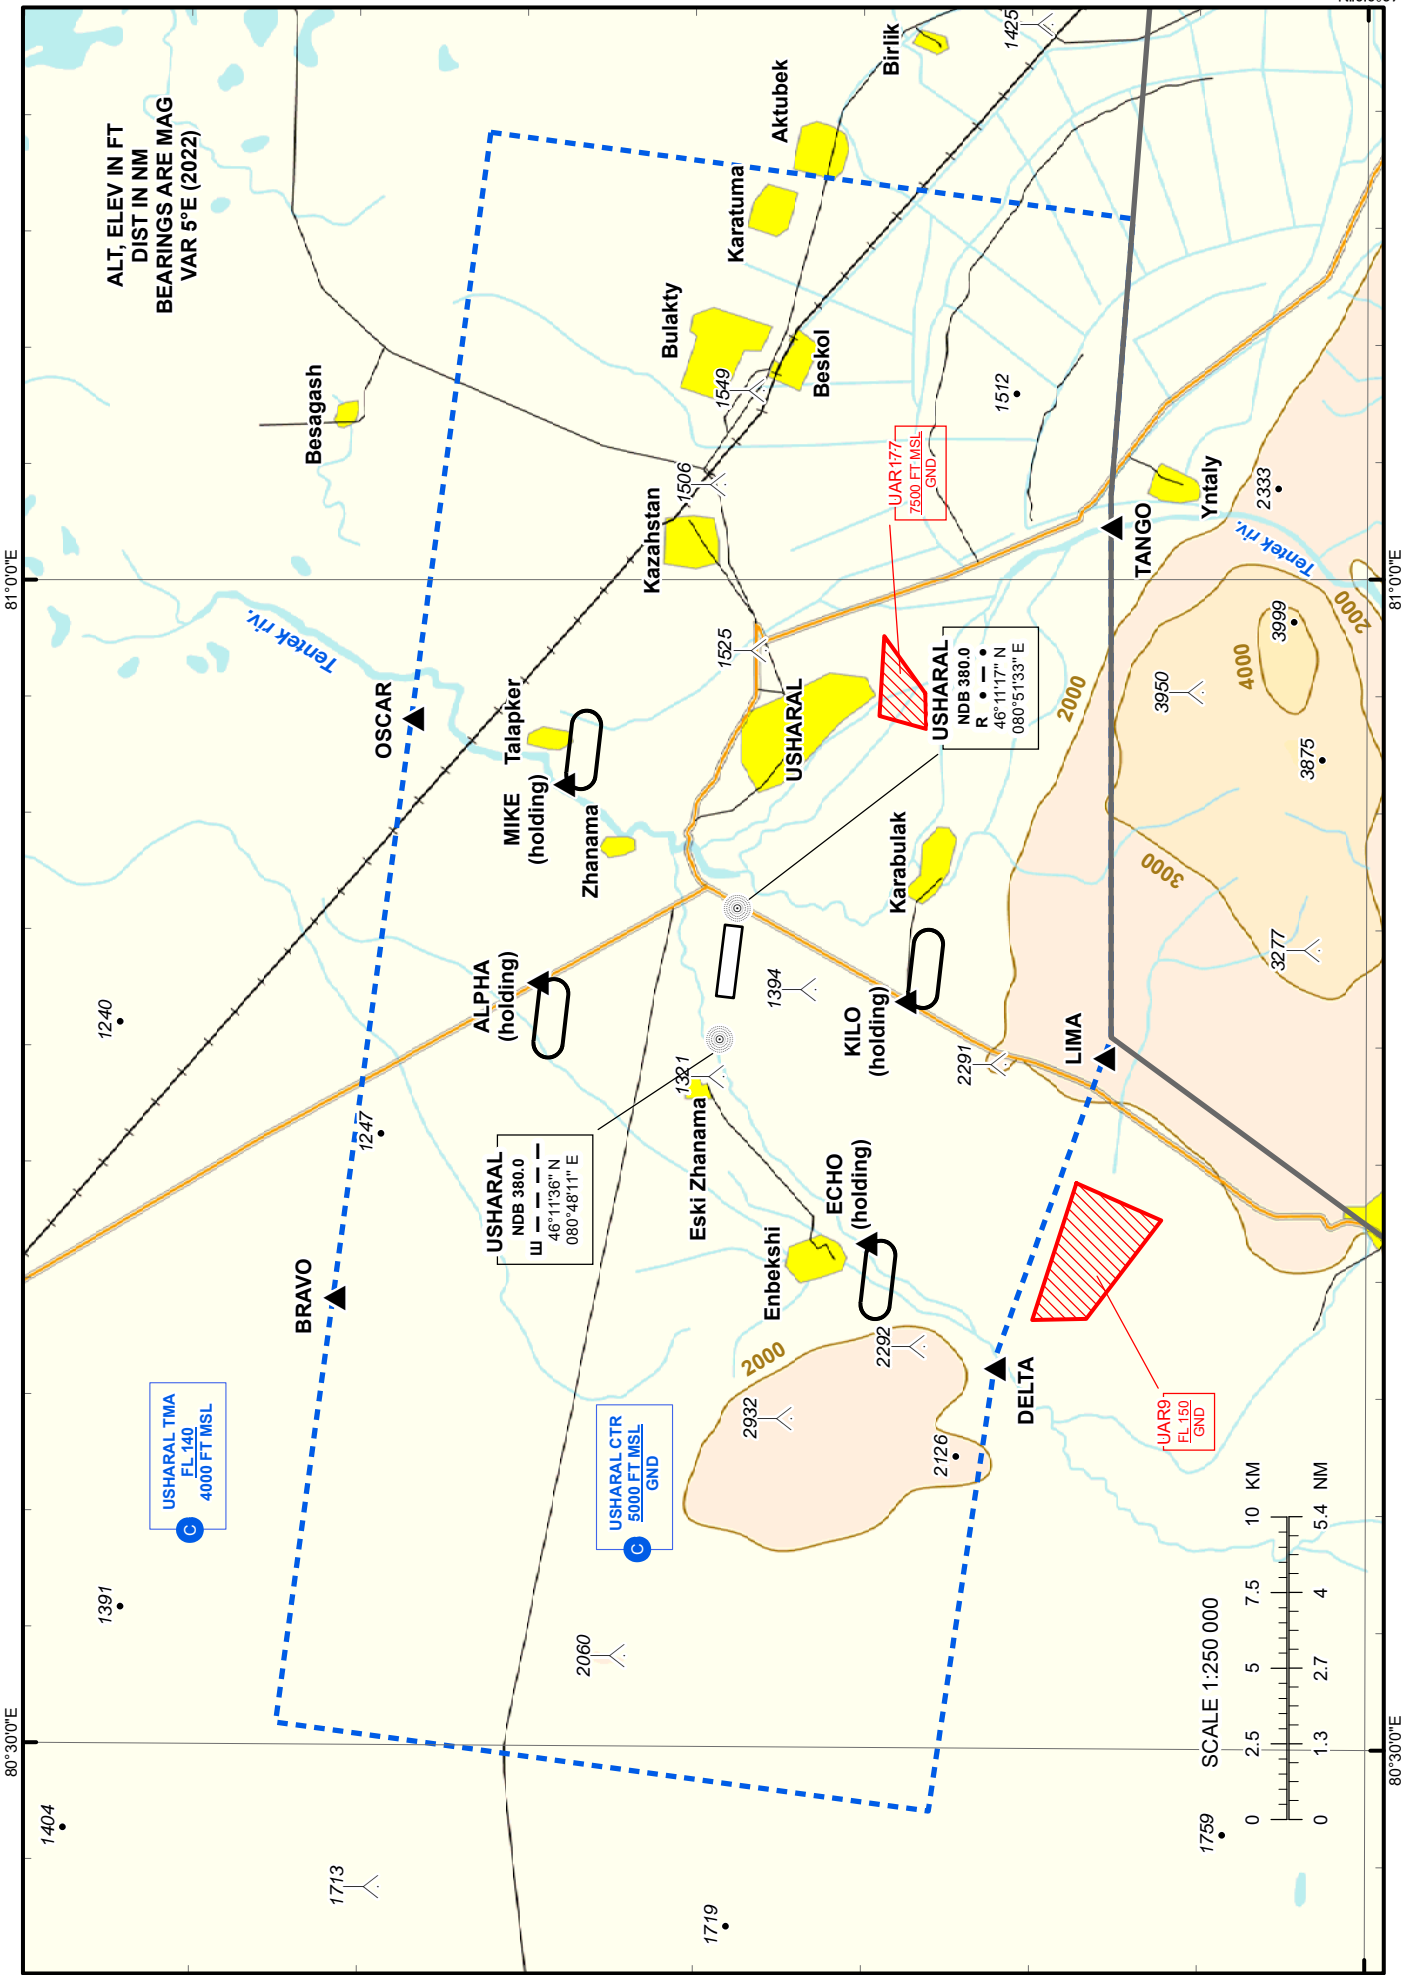 ALT, ELEV IN FT
DIST IN NM
BEARINGS ARE MAG
VAR 5°E (2022)
81°0'0"E
80°30'0"E
81°0'0"E
80°30'0"E
USHARAL TMA
FL 140
4000 FT MSL
C
USHARAL CTR
5000 FT MSL
GND
C
1404
1391
1240
1713
1247
BRAVO
OSCAR
Tentek riv.
Besagash
1425
Birlik
Aktubek
Karatuma
Bulakty
1549
Beskol
1506
Kazahstan
1525
USHARAL
Talapker
MIKE
(holding)
Zhanama
ALPHA
(holding)
USHARAL
NDB 380.0
Ш — — — —
46°11'36" N
080°48'11" E
1321
Eski Zhanama
Enbekshi
ECHO
(holding)
1394
KILO
(holding)
Karabulak
USHARAL
NDB 380.0
R • — •
46°11'17" N
080°51'33" E
UAR177
7500 FT MSL
GND
1512
2060
2932
2000
2292
2126
DELTA
2291
LIMA
TANGO
Yntaly
2333
Tentek riv.
2000
2000
3999
4000
3950
3875
3000
3277
UAR9
FL 150
GND
1719
1759
SCALE 1:250 000
0 2.5 5 7.5 10 KM
0 1.3 2.7 4 5.4 NM